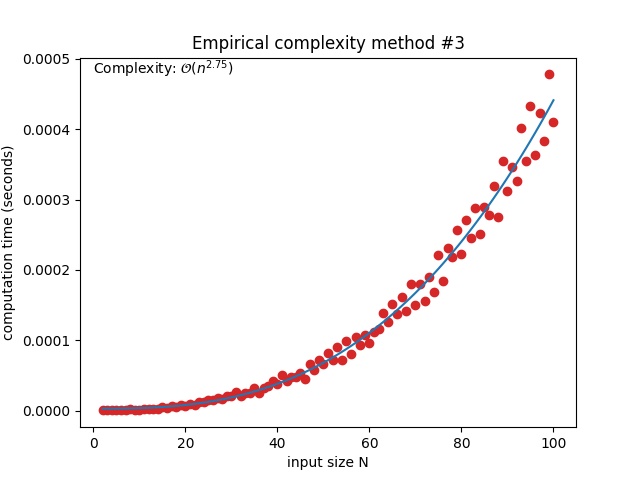 Empirical complexity method #3
Complexity: 𝒪(n^2.75)
0.0005
0.0004
0.0003
0.0002
0.0001
0.0000
computation time (seconds)
0 20 40 60 80 100
input size N